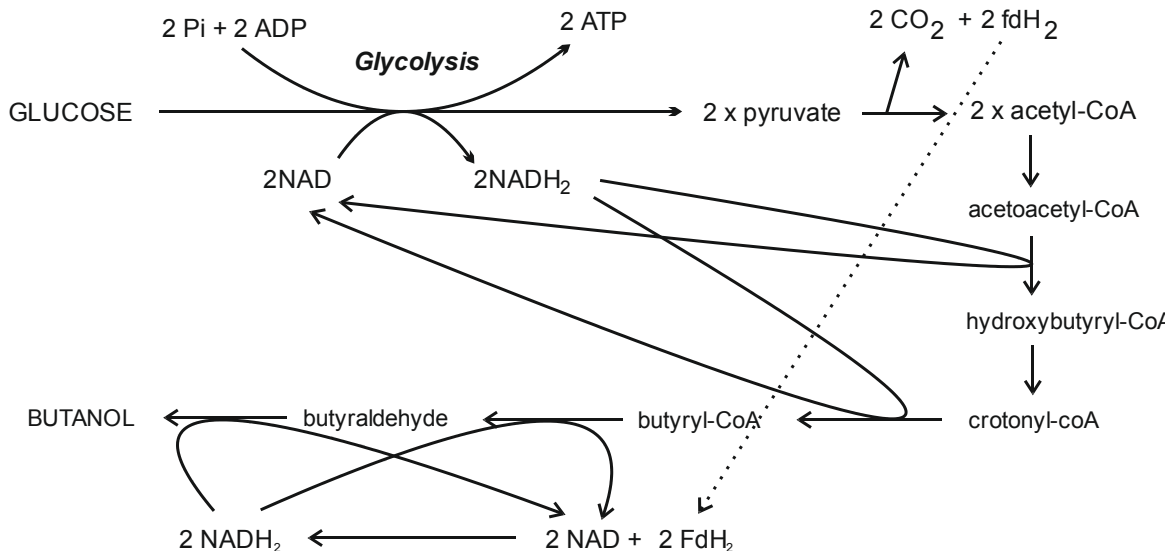 2 Pi + 2 ADP
2 ATP
2 CO2 + 2 fdH2
Glycolysis
GLUCOSE
2 x pyruvate
2 x acetyl-CoA
2NAD
2NADH2
acetoacetyl-CoA
hydroxybutyryl-CoA
BUTANOL
butyraldehyde
butyryl-CoA
crotonyl-coA
2 NADH2
2 NAD + 2 FdH2